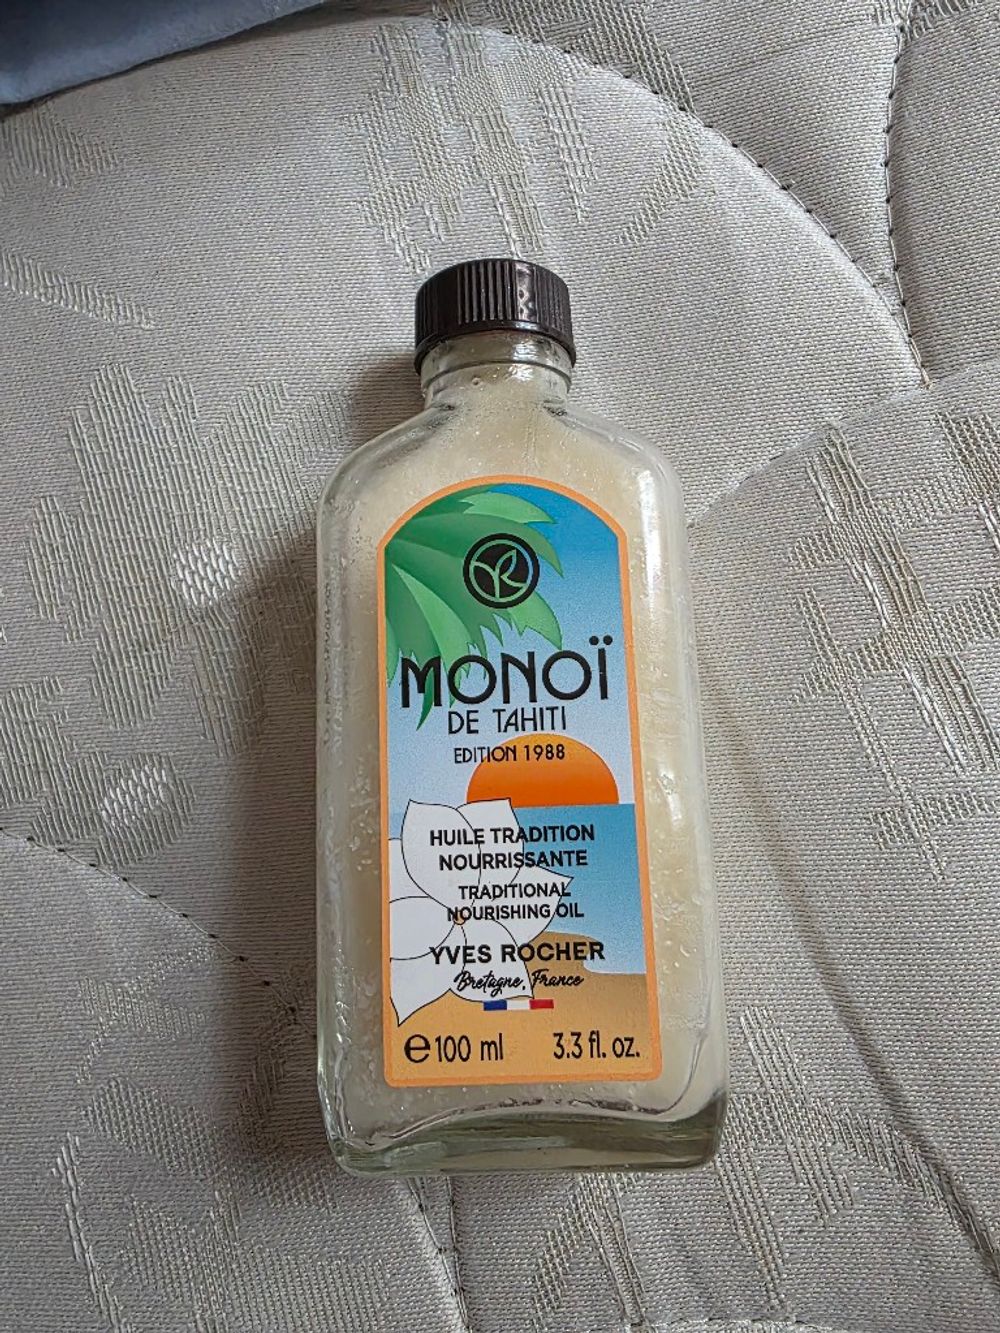 MONOÏ
DE TAHITI
EDITION 1988
HUILE TRADITION
NOURRISSANTE
TRADITIONAL
NOURISHING OIL
YVES ROCHER
Bretagne, France
℮100 ml 3.3 fl. oz.